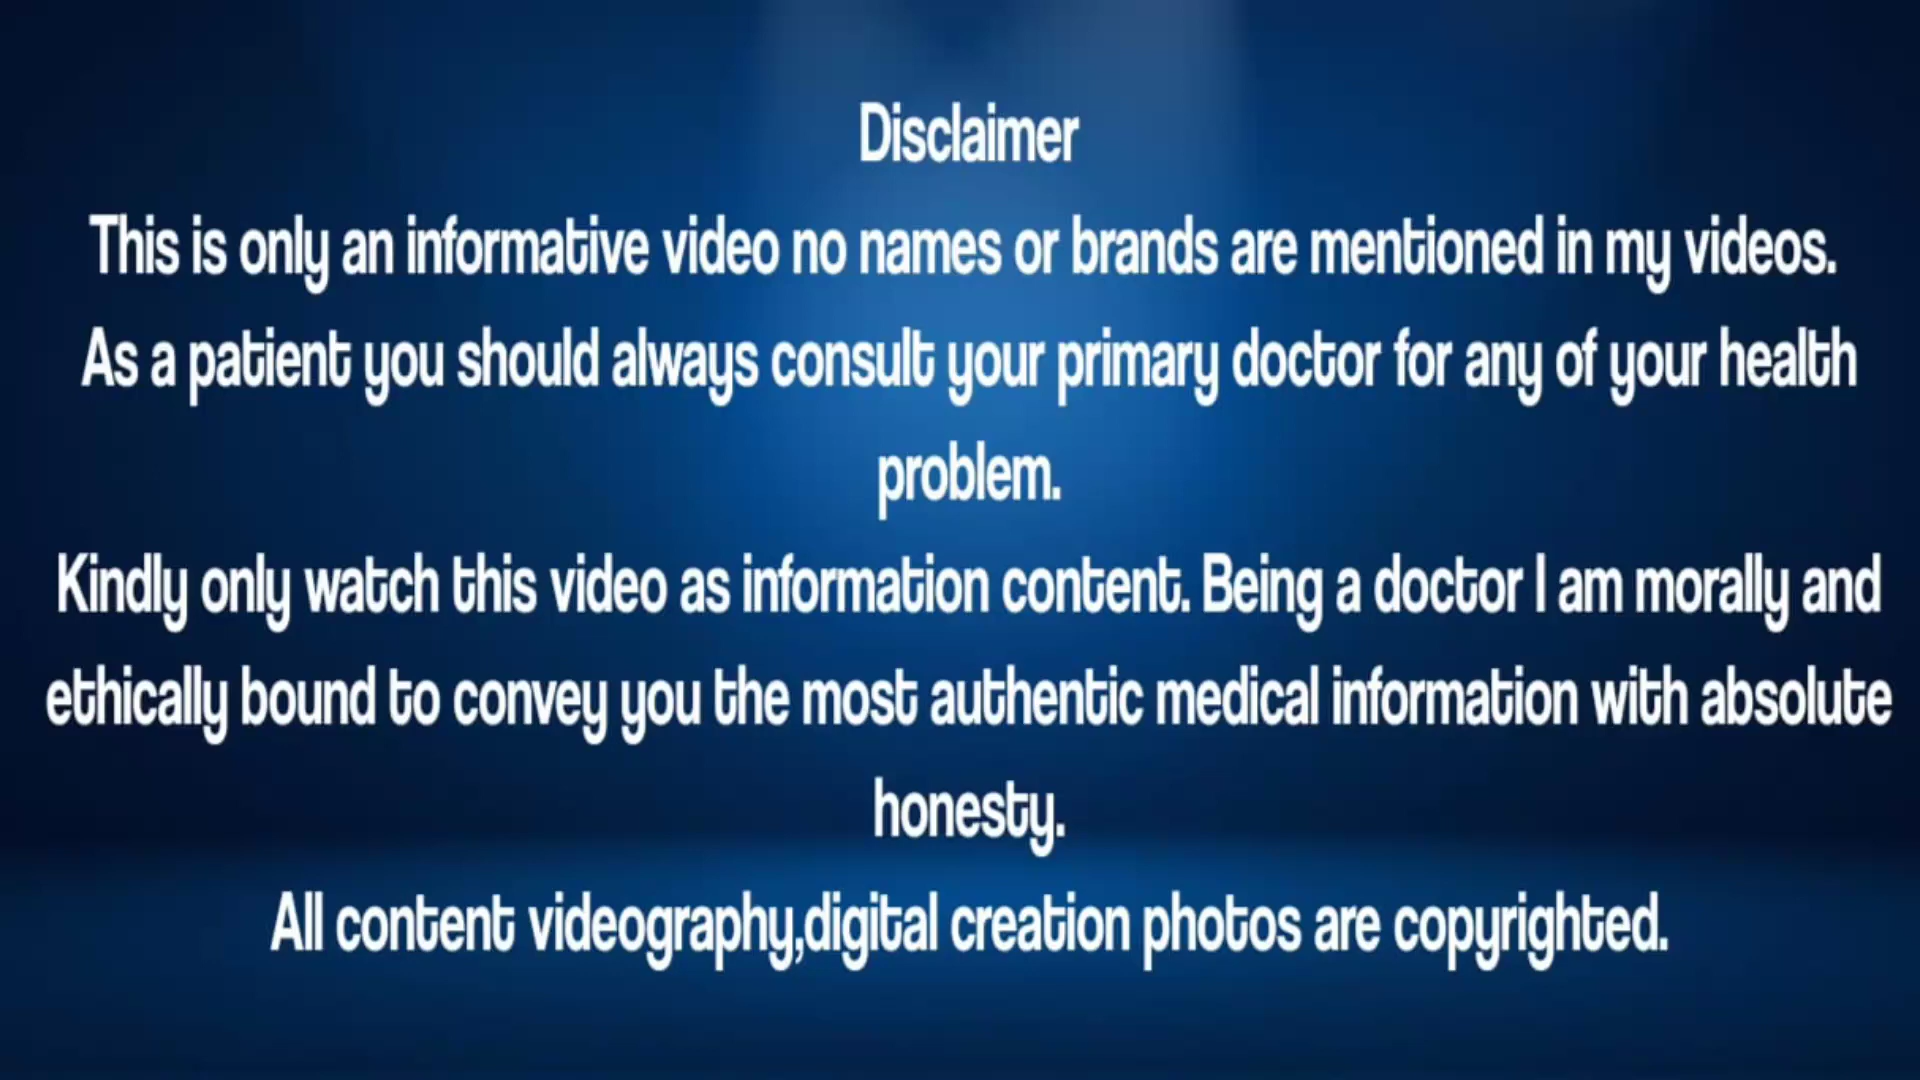 Disclaimer
This is only an informative video no names or brands are mentioned in my videos.
As a patient you should always consult your primary doctor for any of your health
problem.
Kindly only watch this video as information content. Being a doctor I am morally and
ethically bound to convey you the most authentic medical information with absolute
honesty.
All content videography,digital creation photos are copyrighted.